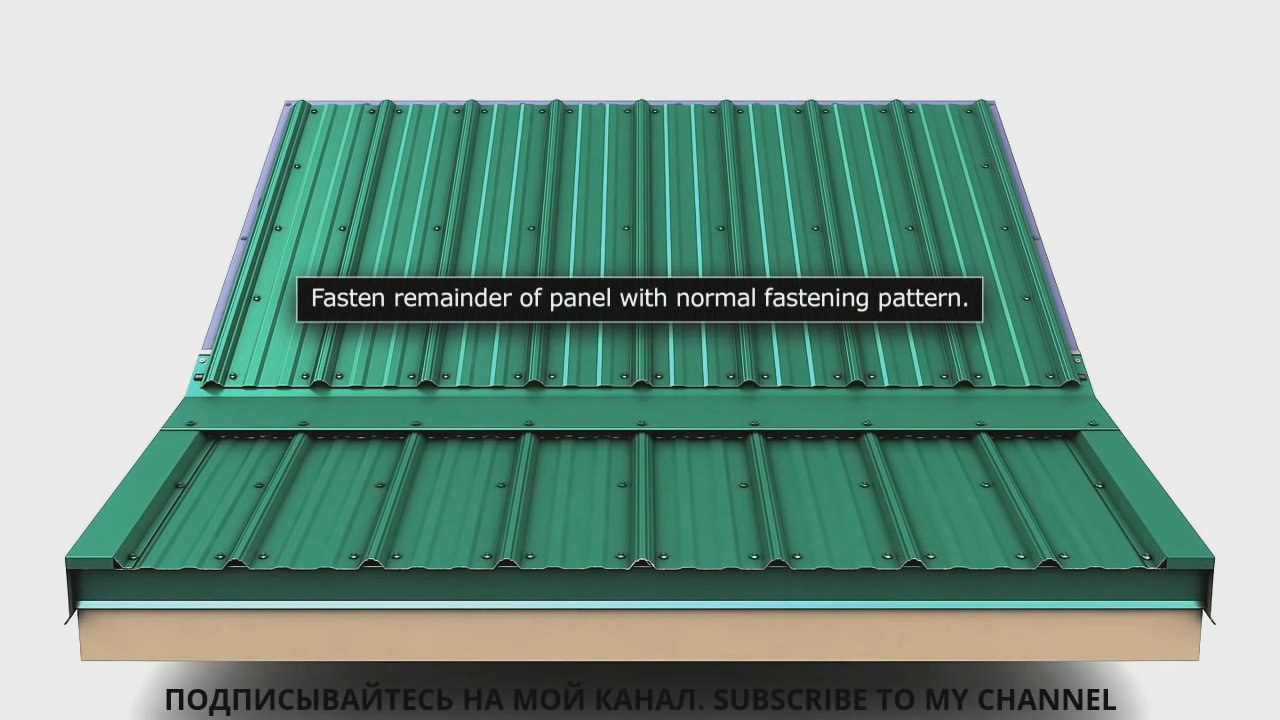 Fasten remainder of panel with normal fastening pattern.
ПОДПИСЫВАЙТЕСЬ НА МОЙ КАНАЛ. SUBSCRIBE TO MY CHANNEL